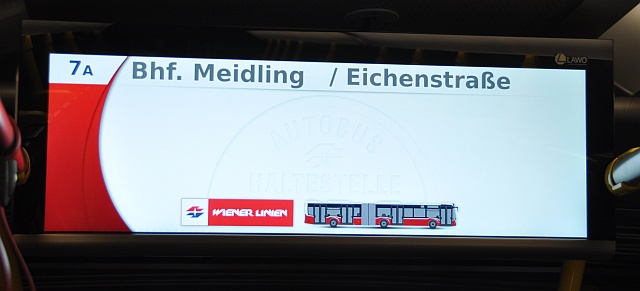 7A Bhf. Meidling / Eichenstraße
LAWO
AUTOBUS
HALTESTELLE
WIENER LINIEN